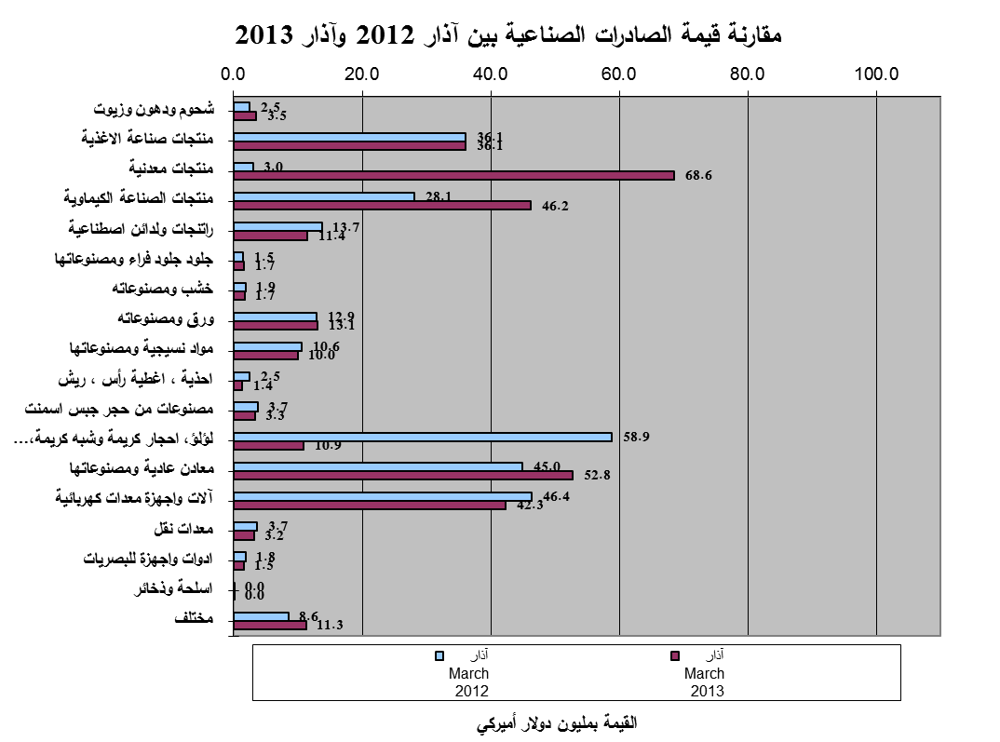 مقارنة قيمة الصادرات الصناعية بين آذار 2012 وآذار 2013
0.0 20.0 40.0 60.0 80.0 100.0
شحوم ودهون وزيوت 2.5 3.5
منتجات صناعة الاغذية 36.1 36.1
منتجات معدنية 3.0 68.6
منتجات الصناعة الكيماوية 28.1 46.2
راتنجات ولدائن اصطناعية 13.7 11.4
جلود جلود فراء ومصنوعاتها 1.5 1.7
خشب ومصنوعاته 1.9 1.7
ورق ومصنوعاته 12.9 13.1
مواد نسيجية ومصنوعاتها 10.6 10.0
احذية ، اغطية رأس ، ريش 2.5 1.4
مصنوعات من حجر جبس اسمنت 3.7 3.3
لؤلؤ، احجار كريمة وشبه كريمة،... 58.9 10.9
معادن عادية ومصنوعاتها 45.0 52.8
آلات واجهزة معدات كهربائية 46.4 42.3
معدات نقل 3.7 3.2
ادوات واجهزة للبصريات 1.8 1.5
اسلحة وذخائر 0.0 0.0
مختلف 8.6 11.3
آذار
March
2012
آذار
March
2013
القيمة بمليون دولار أميركي